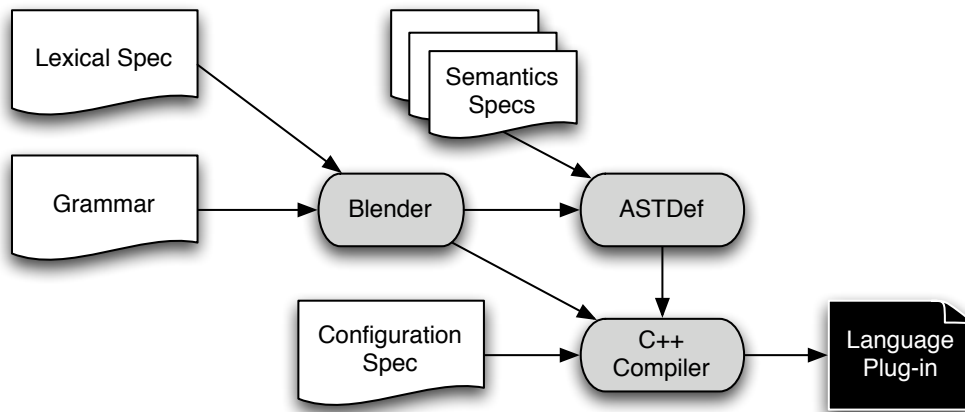 Lexical Spec
Semantics
Specs
Grammar
Blender
ASTDef
Configuration
Spec
C++
Compiler
Language
Plug-in